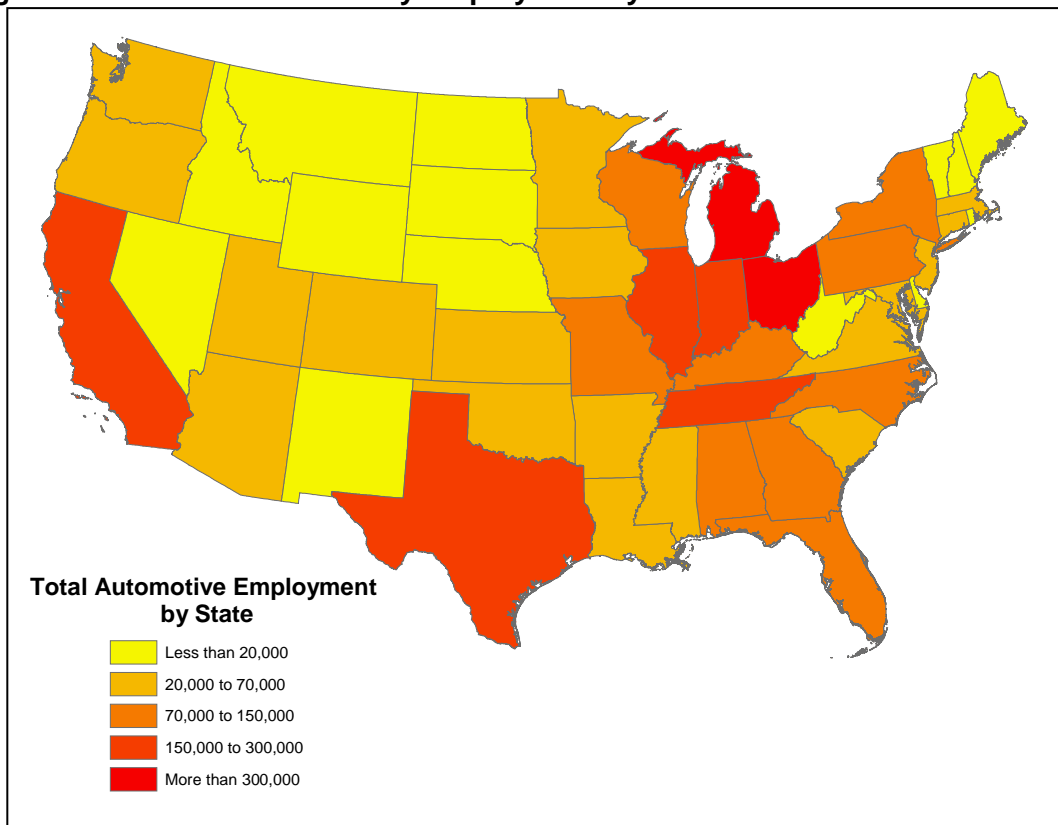 Total Automotive Employment
by State
Less than 20,000
20,000 to 70,000
70,000 to 150,000
150,000 to 300,000
More than 300,000